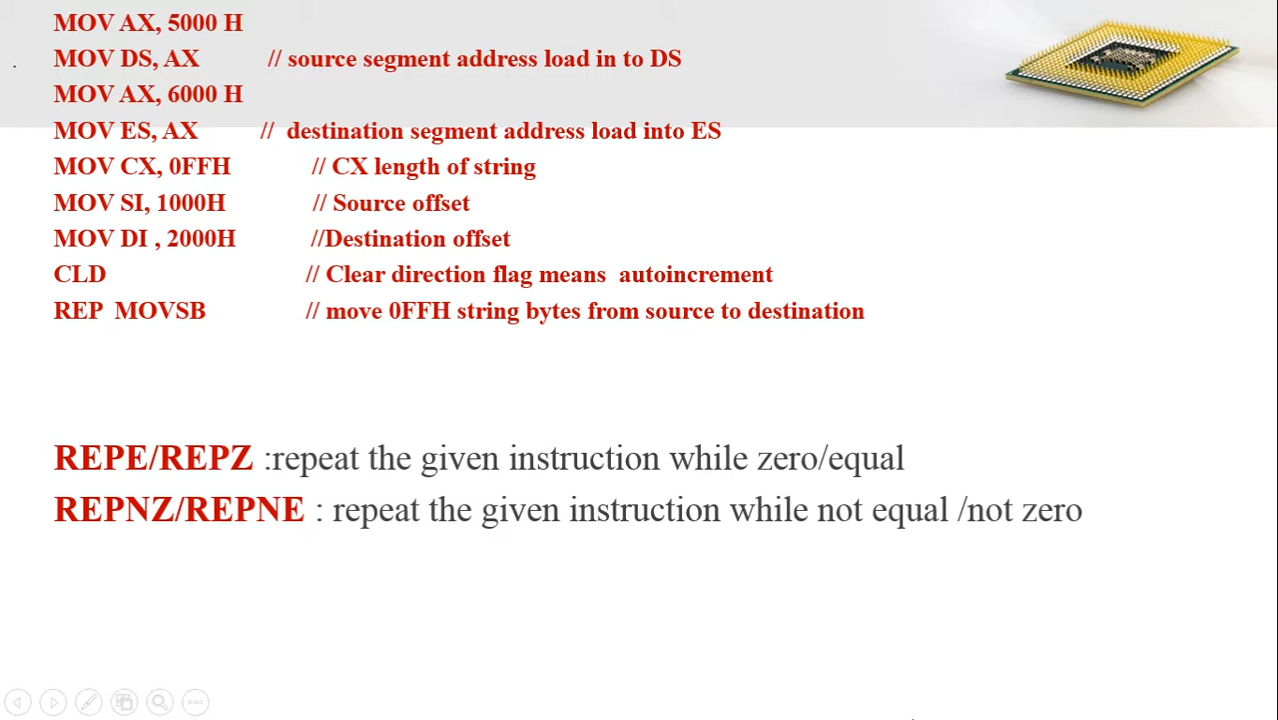 MOV AX, 5000 H
MOV DS, AX // source segment address load in to DS
MOV AX, 6000 H
MOV ES, AX // destination segment address load into ES
MOV CX, 0FFH // CX length of string
MOV SI, 1000H // Source offset
MOV DI , 2000H //Destination offset
CLD // Clear direction flag means autoincrement
REP MOVSB // move 0FFH string bytes from source to destination
REPE/REPZ :repeat the given instruction while zero/equal
REPNZ/REPNE : repeat the given instruction while not equal /not zero